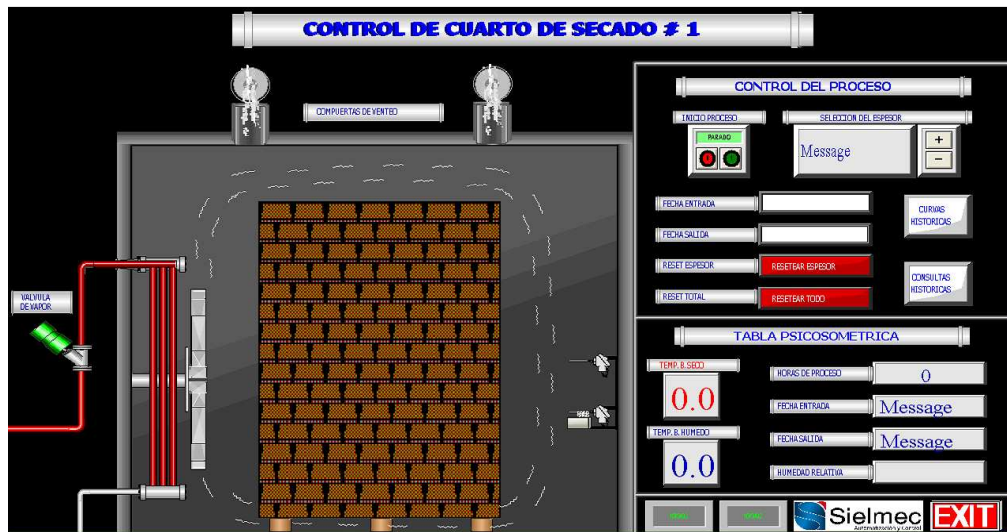 CONTROL DE CUARTO DE SECADO # 1
COMPUERTAS DE VENTEO
VALVULA
DE VAPOR
CONTROL DEL PROCESO
INICIO PROCESO
SELECCION DEL ESPESOR
PARADO
Message
+
-
FECHA ENTRADA
FECHA SALIDA
RESET ESPESOR
RESETEAR ESPESOR
RESET TOTAL
RESETEAR TODO
CURVAS
HISTORICAS
CONSULTAS
HISTORICAS
TABLA PSICOSOMETRICA
TEMP. B. SECO
0.0
TEMP. B. HUMEDO
0.0
HORAS DE PROCESO
0
FECHA ENTRADA
Message
FECHA SALIDA
Message
HUMEDAD RELATIVA
Sielmec
Automatización y Control
EXIT